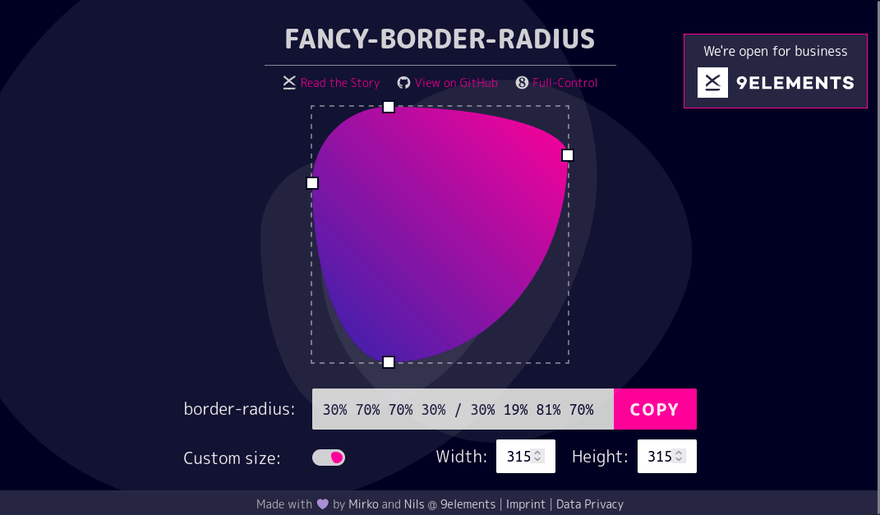 FANCY-BORDER-RADIUS
Read the Story
View on GitHub
Full-Control
We're open for business
9ELEMENTS
border-radius:
30% 70% 70% 30% / 30% 19% 81% 70%
COPY
Custom size:
Width:
315
Height:
315
Made with 💜 by Mirko and Nils @ 9elements | Imprint | Data Privacy